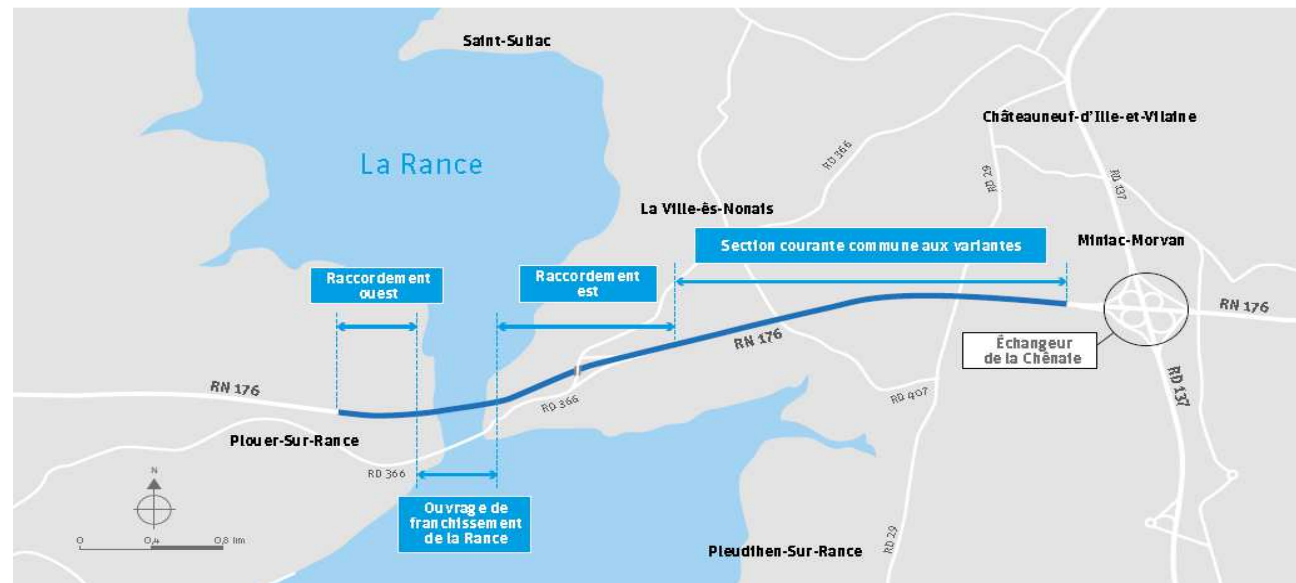 Saint-Suliac
Châteauneuf-d'Ille-et-Vilaine
La Rance
RD 366
RD 29
RD 137
La Ville-ès-Nonais
Section courante commune aux variantes
Miniac-Morvan
Raccordement
ouest
Raccordement
est
RN 176
RN 176
Échangeur
de la Chênaie
RN 176
RD 137
RD 366
RD 407
Plouer-Sur-Rance
RD 366
N
Ouvrage de
franchissement
de la Rance
0
0,4
0,8 km
Pleudihen-Sur-Rance
RD 29